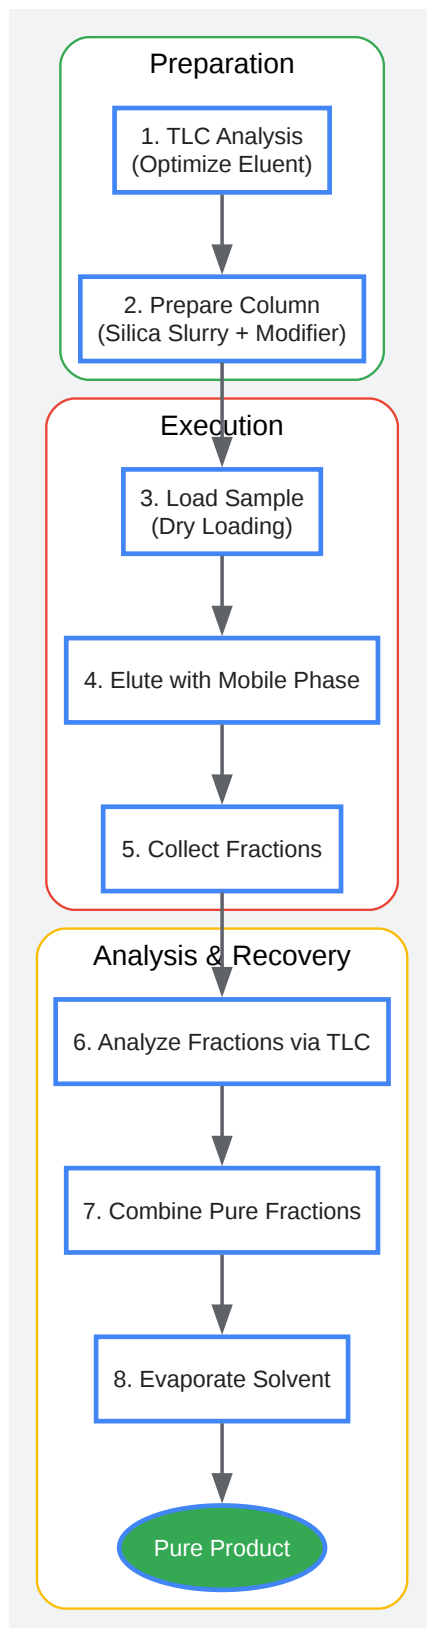 Preparation
1. TLC Analysis
(Optimize Eluent)
2. Prepare Column
(Silica Slurry + Modifier)
Execution
3. Load Sample
(Dry Loading)
4. Elute with Mobile Phase
5. Collect Fractions
Analysis & Recovery
6. Analyze Fractions via TLC
7. Combine Pure Fractions
8. Evaporate Solvent
Pure Product